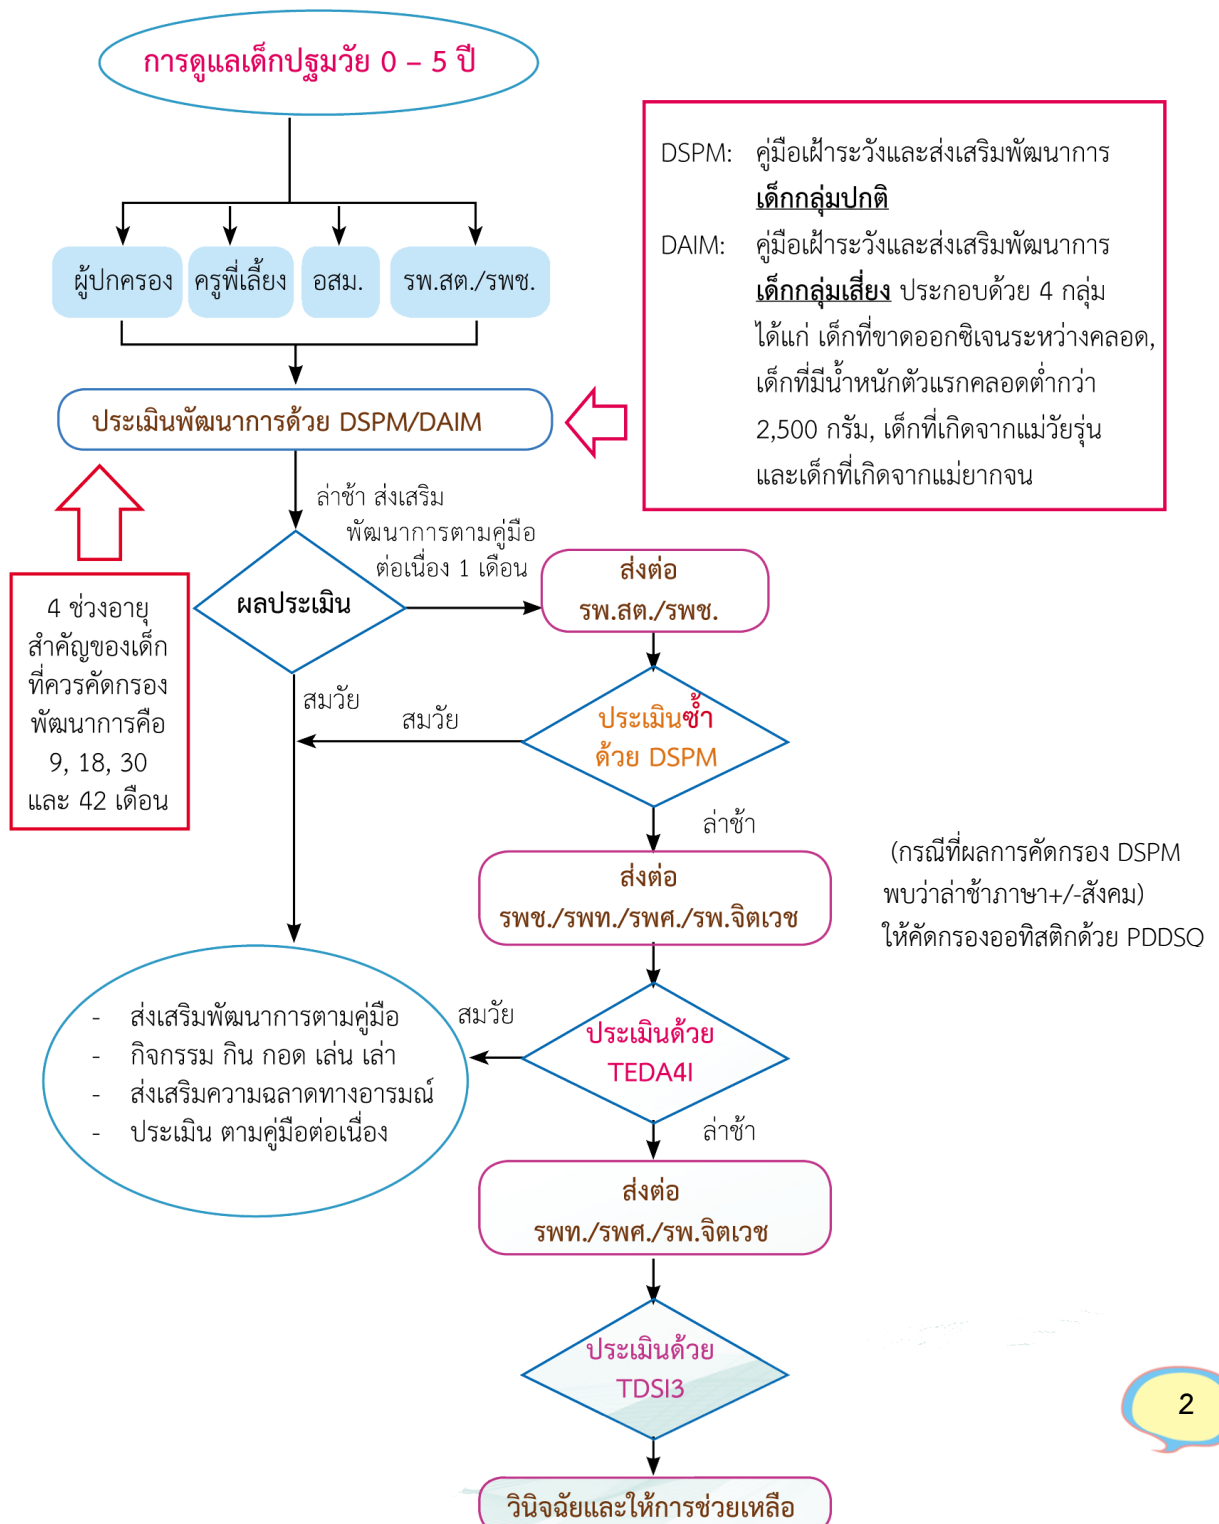 การดูแลเด็กปฐมวัย 0 – 5 ปี
DSPM: คู่มือเฝ้าระวังและส่งเสริมพัฒนาการ
เด็กกลุ่มปกติ
DAIM: คู่มือเฝ้าระวังและส่งเสริมพัฒนาการ
เด็กกลุ่มเสี่ยง ประกอบด้วย 4 กลุ่ม
ได้แก่ เด็กที่ขาดออกซิเจนระหว่างคลอด,
เด็กที่มีน้ำหนักตัวแรกคลอดต่ำกว่า
2,500 กรัม, เด็กที่เกิดจากแม่วัยรุ่น
และเด็กที่เกิดจากแม่ยากจน
ผู้ปกครอง
ครูพี่เลี้ยง
อสม.
รพ.สต./รพช.
ประเมินพัฒนาการด้วย DSPM/DAIM
ล่าช้า ส่งเสริม
พัฒนาการตามคู่มือ
ต่อเนื่อง 1 เดือน
4 ช่วงอายุ
สำคัญของเด็ก
ที่ควรคัดกรอง
พัฒนาการคือ
9, 18, 30
และ 42 เดือน
ผลประเมิน
ส่งต่อ
รพ.สต./รพช.
สมวัย
สมวัย
ประเมินซ้ำ
ด้วย DSPM
ล่าช้า
ส่งต่อ
รพช./รพท./รพศ./รพ.จิตเวช
(กรณีที่ผลการคัดกรอง DSPM
พบว่าล่าช้าภาษา+/-สังคม)
ให้คัดกรองออทิสติกด้วย PDDSQ
- ส่งเสริมพัฒนาการตามคู่มือ
- กิจกรรม กิน กอด เล่น เล่า
- ส่งเสริมความฉลาดทางอารมณ์
- ประเมิน ตามคู่มือต่อเนื่อง
สมวัย
ประเมินด้วย
TEDA4I
ล่าช้า
ส่งต่อ
รพท./รพศ./รพ.จิตเวช
ประเมินด้วย
TDSI3
2
วินิจฉัยและให้การช่วยเหลือ